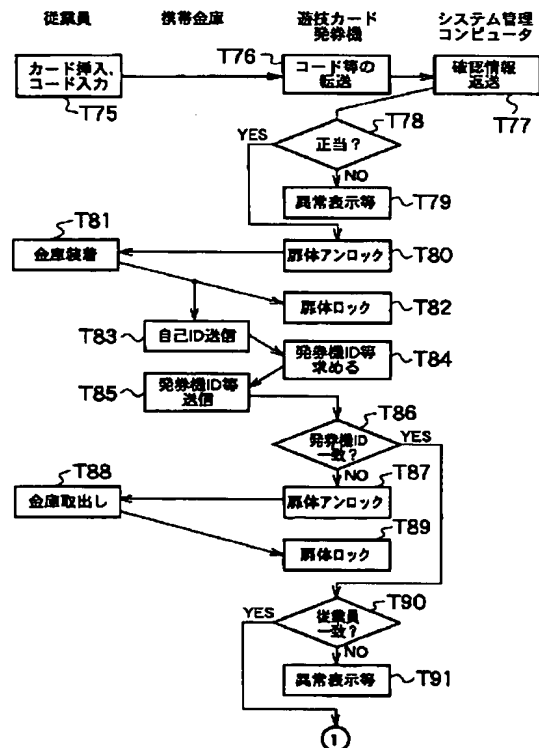 従業員
携帯金庫
遊技カード
発券機
システム管理
コンピュータ
カード挿入、
コード入力
T75
T76
コード等の
転送
確認情報
返送
T77
T78
正当?
YES
NO
異常表示等
T79
T81
金庫装着
扉体アンロック
T80
扉体ロック
T82
T83
自己ID送信
発券機ID等
求める
T84
T85
発券機ID等
送信
T86
発券機ID
一致?
YES
NO
T87
T88
金庫取出し
扉体アンロック
T89
扉体ロック
T90
従業員
一致?
YES
NO
異常表示等
T91
1